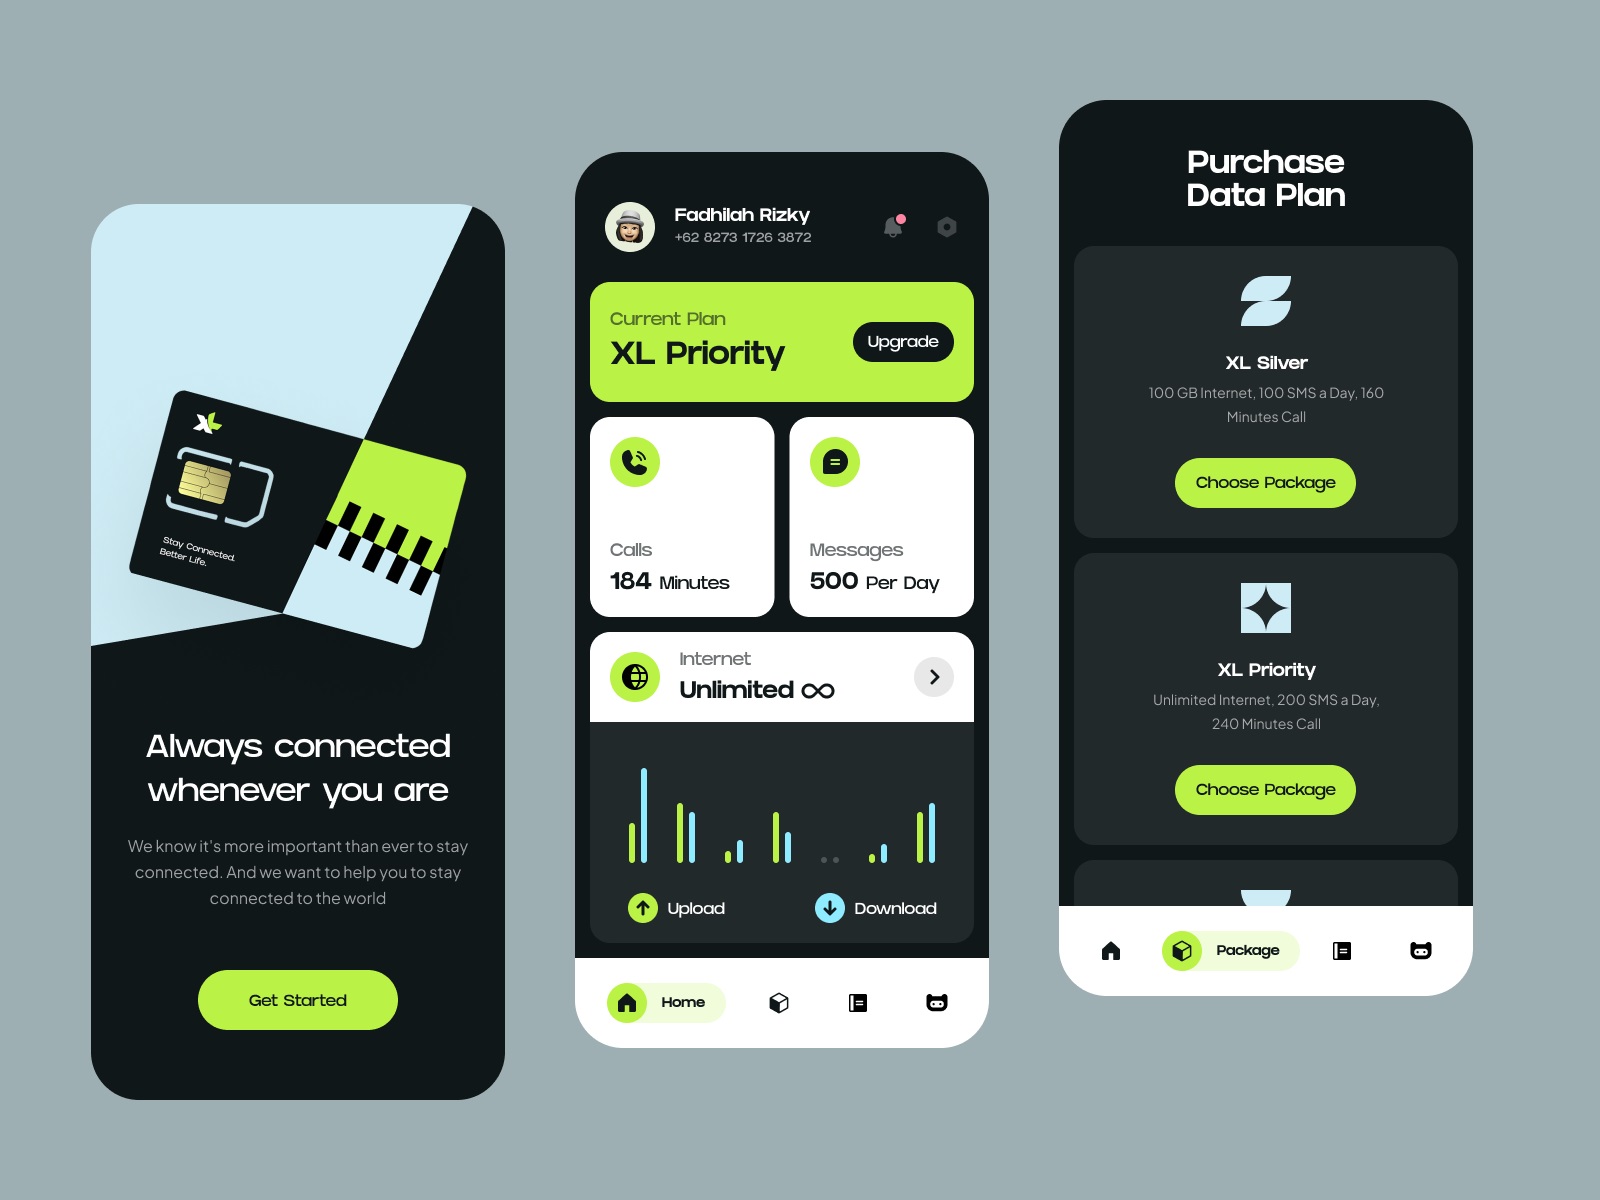 XL
Stay Connected.
Better Life.
Always connected
whenever you are
We know it's more important than ever to stay
connected. And we want to help you to stay
connected to the world
Get Started
Fadhilah Rizky
+62 8273 1726 3872
Current Plan
XL Priority
Upgrade
Calls
184 Minutes
Messages
500 Per Day
Internet
Unlimited ∞
Upload
Download
Home
Purchase
Data Plan
XL Silver
100 GB Internet, 100 SMS a Day, 160
Minutes Call
Choose Package
XL Priority
Unlimited Internet, 200 SMS a Day,
240 Minutes Call
Choose Package
Package